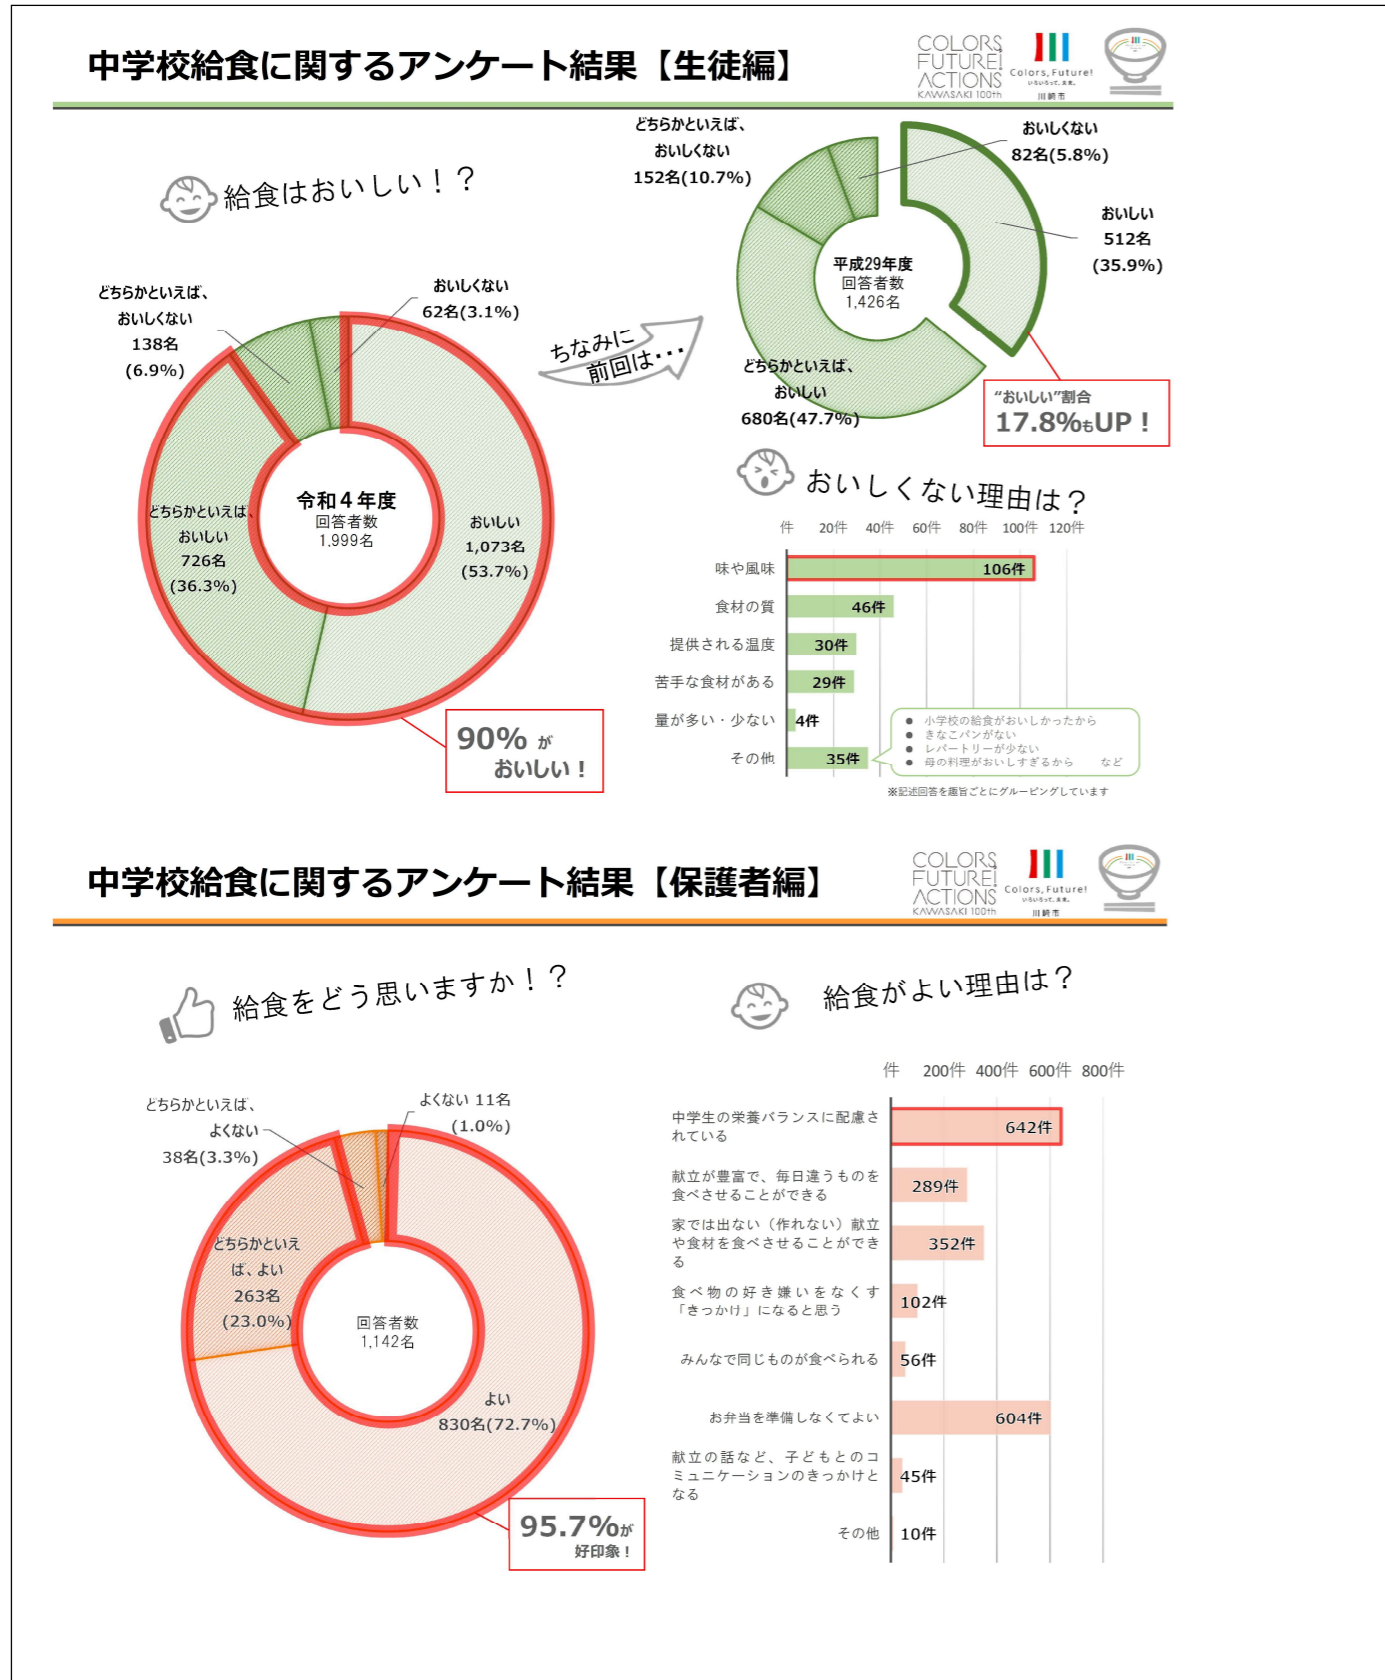 中学校給食に関するアンケート結果【生徒編】
COLORS,
FUTURE!
ACTIONS
KAWASAKI 100th
Colors, Future!
いろいろって、未来。
川崎市
給食はおいしい！？
どちらかといえば、
おいしくない
138名
(6.9%)
おいしくない
62名(3.1%)
令和４年度
回答者数
1,999名
どちらかといえば、
おいしい
726名
(36.3%)
おいしい
1,073名
(53.7%)
90% が
おいしい！
ちなみに
前回は・・・
どちらかといえば、
おいしくない
152名(10.7%)
おいしくない
82名(5.8%)
おいしい
512名
(35.9%)
平成29年度
回答者数
1,426名
どちらかといえば、
おいしい
680名(47.7%)
“おいしい”割合
17.8%もUP！
おいしくない理由は？
件 20件 40件 60件 80件 100件 120件
味や風味 106件
食材の質 46件
提供される温度 30件
苦手な食材がある 29件
量が多い・少ない 4件
その他 35件
● 小学校の給食がおいしかったから
● きなこパンがない
● レパートリーが少ない
● 母の料理がおいしすぎるから など
※記述回答を趣旨ごとにグルーピングしています
中学校給食に関するアンケート結果【保護者編】
COLORS,
FUTURE!
ACTIONS
KAWASAKI 100th
Colors, Future!
いろいろって、未来。
川崎市
給食をどう思いますか！？
どちらかといえば、
よくない
38名(3.3%)
よくない 11名
(1.0%)
どちらかといえ
ば、よい
263名
(23.0%)
回答者数
1,142名
よい
830名(72.7%)
95.7%が
好印象！
給食がよい理由は？
件 200件 400件 600件 800件
中学生の栄養バランスに配慮さ
れている
642件
献立が豊富で、毎日違うものを
食べさせることができる
289件
家では出ない（作れない）献立
や食材を食べさせることができ
る
352件
食べ物の好き嫌いをなくす
「きっかけ」になると思う
102件
みんなで同じものが食べられる 56件
お弁当を準備しなくてよい 604件
献立の話など、子どもとのコ
ミュニケーションのきっかけと
なる
45件
その他 10件